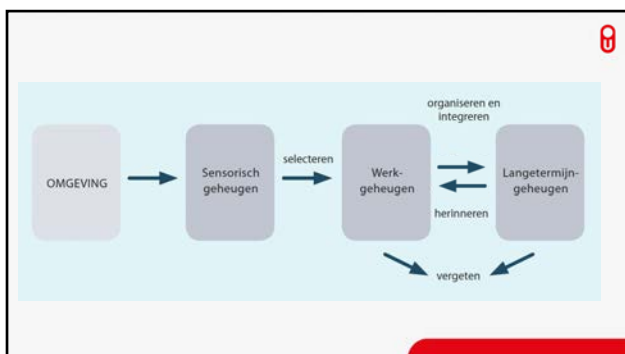 organiseren en
integreren
OMGEVING
Sensorisch
geheugen
selecteren
Werk-
geheugen
Langetermijn-
geheugen
herinneren
vergeten